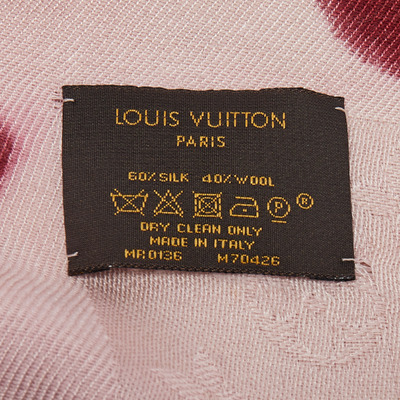 LOUIS VUITTON
PARIS
60% SILK 40% WOOL
P ®
DRY CLEAN ONLY
MADE IN ITALY
MR0136 M70426